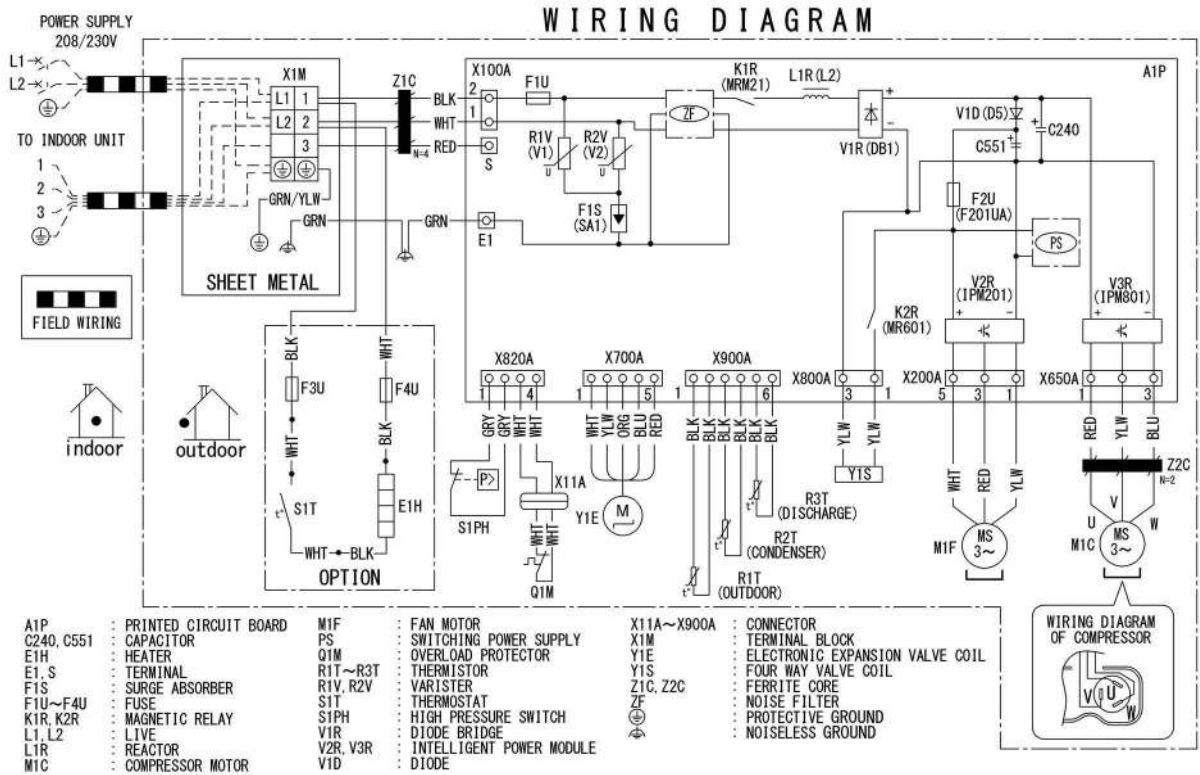 WIRING DIAGRAM
POWER SUPPLY
208/230V
L1
L2
TO INDOOR UNIT
1
2
3
FIELD WIRING
indoor
outdoor
X1M
L1 1
L2 2
3
GRN/YLW
GRN
SHEET METAL
Z1C
N=4
BLK
WHT
RED
GRN
X100A
2
1
S
E1
F1U
R1V
(V1)
U
R2V
(V2)
U
F1S
(SA1)
ZF
K1R
(MRM21)
L1R(L2)
+
-
V1R(DB1)
A1P
V1D(D5)
+
C551
+
C240
F2U
(F201UA)
PS
V2R
(IPM201)
+ -
V3R
(IPM801)
+ -
K2R
(MR601)
BLK
F3U
WHT
S1T
t°
WHT
F4U
BLK
E1H
WHT BLK
OPTION
X820A
1 4
GRY
GRY
WHT
WHT
P>
S1PH
X11A
WHT
WHT
Q1M
X700A
1 5
WHT
YLW
ORG
BLU
RED
Y1E
M
X900A
1 6
BLK
BLK
BLK
BLK
BLK
BLK
t°
R3T
(DISCHARGE)
t°
R2T
(CONDENSER)
t°
R1T
(OUTDOOR)
X800A
3 1
YLW
YLW
Y1S
X200A
5 3 1
WHT
RED
YLW
M1F
MS
3~
X650A
1 3
RED
YLW
BLU
Z2C
N=2
U
V
W
M1C
MS
3~
WIRING DIAGRAM
OF COMPRESSOR
V U
W
A1P : PRINTED CIRCUIT BOARD
C240, C551 : CAPACITOR
E1H : HEATER
E1, S : TERMINAL
F1S : SURGE ABSORBER
F1U~F4U : FUSE
K1R, K2R : MAGNETIC RELAY
L1, L2 : LIVE
L1R : REACTOR
M1C : COMPRESSOR MOTOR
M1F : FAN MOTOR
PS : SWITCHING POWER SUPPLY
Q1M : OVERLOAD PROTECTOR
R1T~R3T : THERMISTOR
R1V, R2V : VARISTER
S1T : THERMOSTAT
S1PH : HIGH PRESSURE SWITCH
V1R : DIODE BRIDGE
V2R, V3R : INTELLIGENT POWER MODULE
V1D : DIODE
X11A~X900A : CONNECTOR
X1M : TERMINAL BLOCK
Y1E : ELECTRONIC EXPANSION VALVE COIL
Y1S : FOUR WAY VALVE COIL
Z1C, Z2C : FERRITE CORE
ZF : NOISE FILTER
: PROTECTIVE GROUND
: NOISELESS GROUND